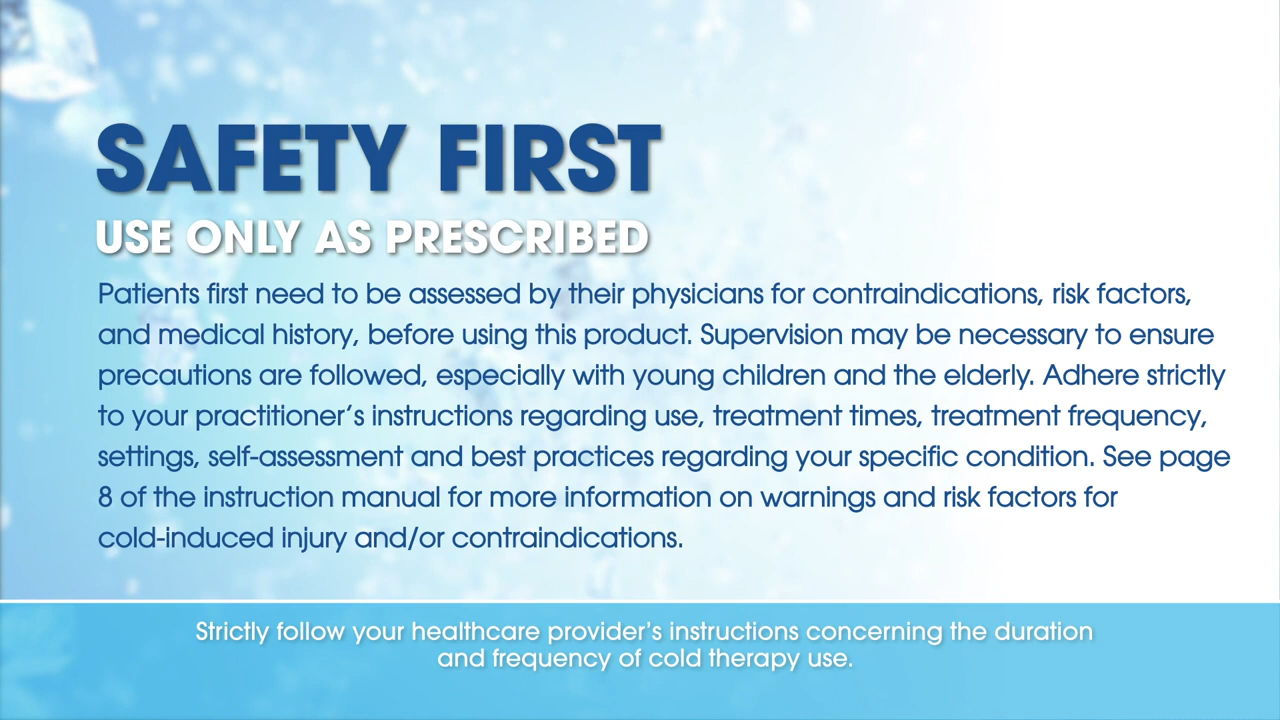 SAFETY FIRST
USE ONLY AS PRESCRIBED
Patients first need to be assessed by their physicians for contraindications, risk factors,
and medical history, before using this product. Supervision may be necessary to ensure
precautions are followed, especially with young children and the elderly. Adhere strictly
to your practitioner’s instructions regarding use, treatment times, treatment frequency,
settings, self-assessment and best practices regarding your specific condition. See page
8 of the instruction manual for more information on warnings and risk factors for
cold-induced injury and/or contraindications.
Strictly follow your healthcare provider’s instructions concerning the duration
and frequency of cold therapy use.